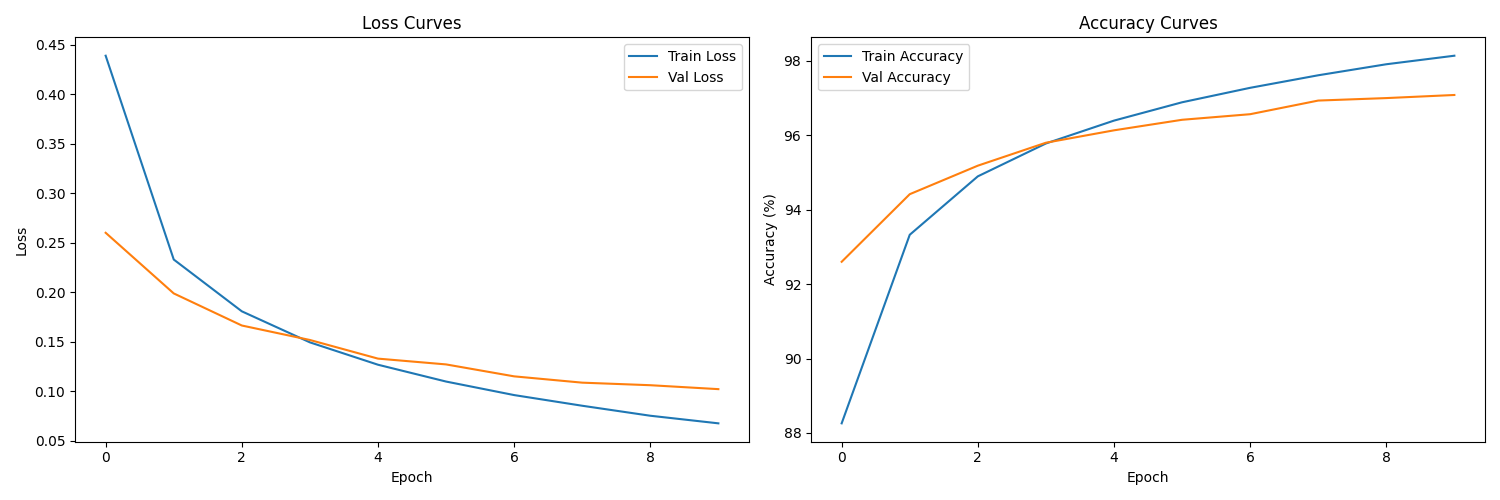 Loss Curves
0.45
0.40
0.35
0.30
0.25
0.20
0.15
0.10
0.05
Loss
Train Loss
Val Loss
0 2 4 6 8
Epoch
Accuracy Curves
98
96
94
92
90
88
Accuracy (%)
Train Accuracy
Val Accuracy
0 2 4 6 8
Epoch